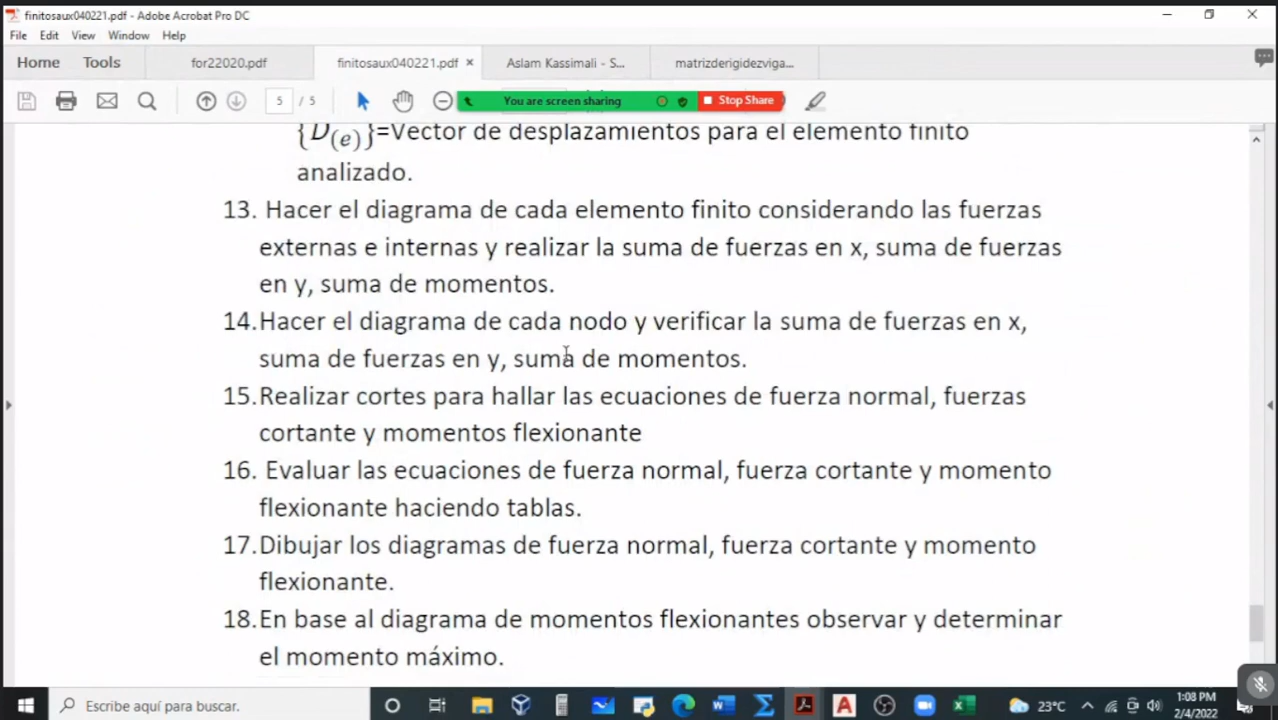 finitosaux040221.pdf - Adobe Acrobat Pro DC
File Edit View Window Help
Home Tools for22020.pdf finitosaux040221.pdf × Aslam Kassimali - S... matrizderigidezviga...
5 / 5 You are screen sharing Stop Share
{D(e)}=Vector de desplazamientos para el elemento finito
analizado.
13. Hacer el diagrama de cada elemento finito considerando las fuerzas
externas e internas y realizar la suma de fuerzas en x, suma de fuerzas
en y, suma de momentos.
14.Hacer el diagrama de cada nodo y verificar la suma de fuerzas en x,
suma de fuerzas en y, suma de momentos.
15.Realizar cortes para hallar las ecuaciones de fuerza normal, fuerzas
cortante y momentos flexionante
16. Evaluar las ecuaciones de fuerza normal, fuerza cortante y momento
flexionante haciendo tablas.
17.Dibujar los diagramas de fuerza normal, fuerza cortante y momento
flexionante.
18.En base al diagrama de momentos flexionantes observar y determinar
el momento máximo.
Escribe aquí para buscar.
23°C
1:08 PM
2/4/2022